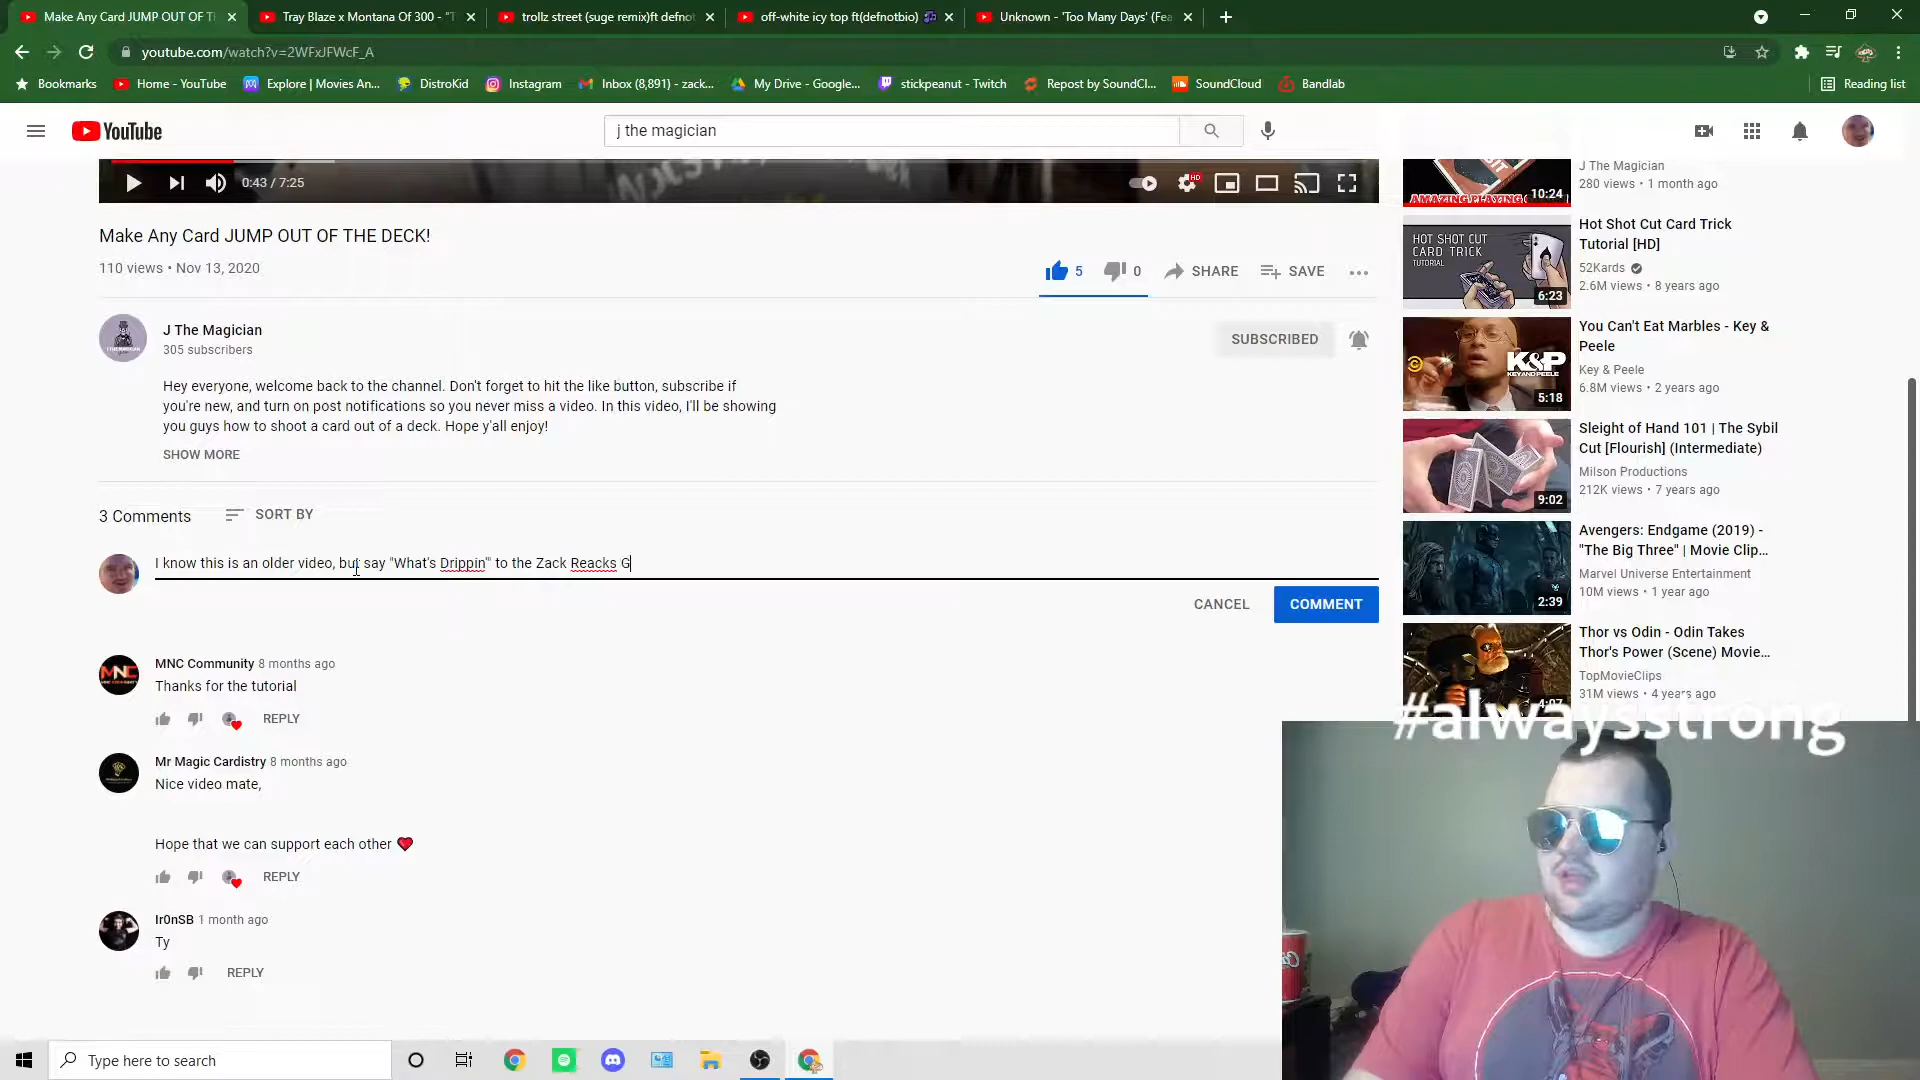 Make Any Card JUMP OUT OF T
Tray Blaze x Montana Of 300 - "T
trollz street (suge remix)ft defnot
off-white icy top ft(defnotbio)
Unknown - 'Too Many Days' (Fea
youtube.com/watch?v=2WFxJFWcF_A
Bookmarks
Home - YouTube
Explore | Movies An...
DistroKid
Instagram
Inbox (8,891) - zack...
My Drive - Google...
stickpeanut - Twitch
Repost by SoundCl...
SoundCloud
Bandlab
Reading list
YouTube
j the magician
0:43 / 7:25
HD
Make Any Card JUMP OUT OF THE DECK!
110 views • Nov 13, 2020
5
0
SHARE
SAVE
J The Magician
305 subscribers
SUBSCRIBED
Hey everyone, welcome back to the channel. Don't forget to hit the like button, subscribe if
you're new, and turn on post notifications so you never miss a video. In this video, I'll be showing
you guys how to shoot a card out of a deck. Hope y'all enjoy!
SHOW MORE
3 Comments
SORT BY
I know this is an older video, but say "What's Drippin'" to the Zack Reacks G
CANCEL
COMMENT
MNC
MNC Community 8 months ago
Thanks for the tutorial
REPLY
Mr Magic Cardistry 8 months ago
Nice video mate,
Hope that we can support each other
REPLY
Ir0nSB 1 month ago
Ty
REPLY
AMAZING PLAYING
10:24
J The Magician
280 views • 1 month ago
HOT SHOT CUT
CARD TRICK
TUTORIAL
6:23
Hot Shot Cut Card Trick
Tutorial [HD]
52Kards
2.6M views • 8 years ago
K&P
KEY AND PEELE
5:18
You Can't Eat Marbles - Key &
Peele
Key & Peele
6.8M views • 2 years ago
9:02
Sleight of Hand 101 | The Sybil
Cut [Flourish] (Intermediate)
Milson Productions
212K views • 7 years ago
2:39
Avengers: Endgame (2019) -
"The Big Three" | Movie Clip...
Marvel Universe Entertainment
10M views • 1 year ago
4:07
Thor vs Odin - Odin Takes
Thor's Power (Scene) Movie...
TopMovieClips
31M views • 4 years ago
#alwaysstrong
Type here to search